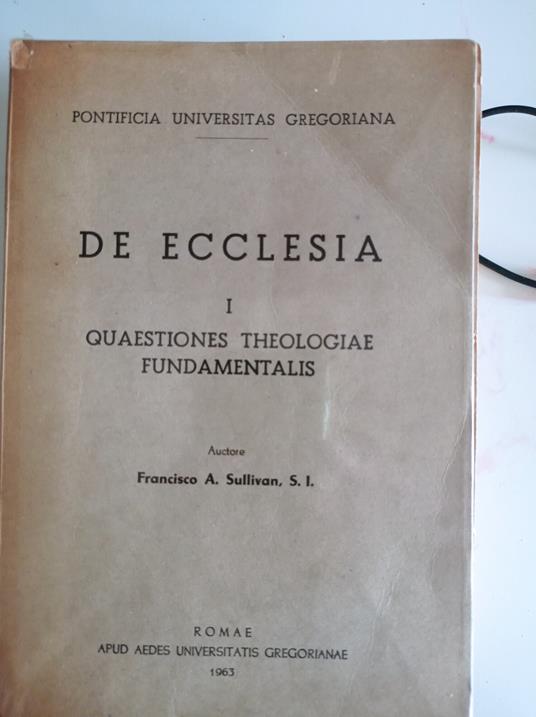 PONTIFICIA UNIVERSITAS GREGORIANA
DE ECCLESIA
I
QUAESTIONES THEOLOGIAE
FUNDAMENTALIS
Auctore
Francisco A. Sullivan, S. I.
ROMAE
APUD AEDES UNIVERSITATIS GREGORIANAE
1963